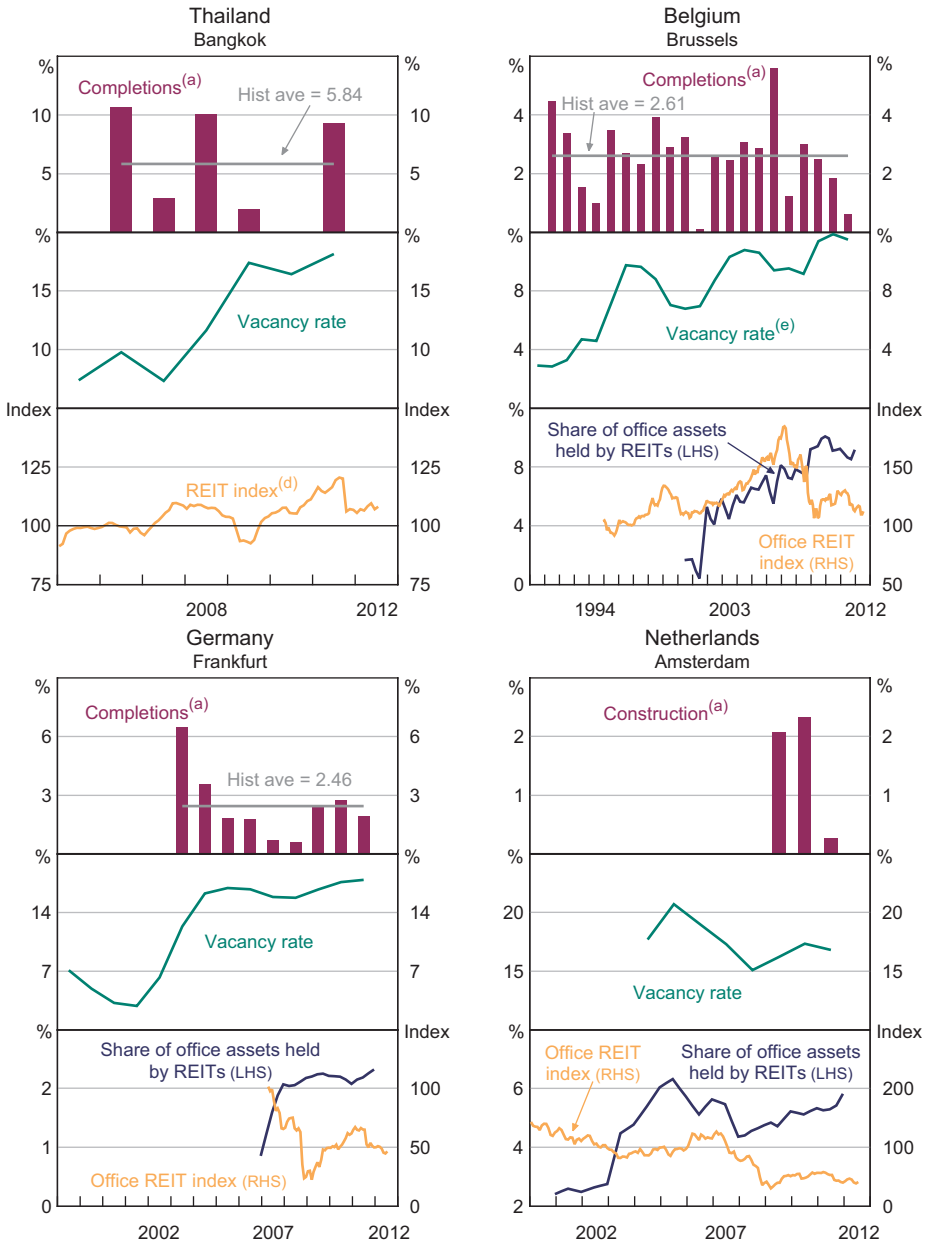 Thailand
Bangkok
% %
Completions(a)
Hist ave = 5.84
10 10
5 5
% %
15 15
Vacancy rate
10 10
Index Index
125 125
REIT index(d)
100 100
75 75
2008 2012
Belgium
Brussels
% %
Completions(a)
Hist ave = 2.61
4 4
2 2
% %
8 8
Vacancy rate(e)
4 4
% Index
Share of office assets
held by REITs (LHS)
8 150
4 100
Office REIT
index (RHS)
0 50
1994 2003 2012
Germany
Frankfurt
% %
Completions(a)
6 6
Hist ave = 2.46
3 3
% %
14 14
Vacancy rate
7 7
% Index
Share of office assets held
by REITs (LHS)
2 100
1 50
Office REIT index (RHS)
0 0
2002 2007 2012
Netherlands
Amsterdam
% %
Construction(a)
2 2
1 1
% %
20 20
15 15
Vacancy rate
% Index
Office REIT
index (RHS)
Share of office assets
held by REITs (LHS)
6 200
4 100
2 0
2002 2007 2012